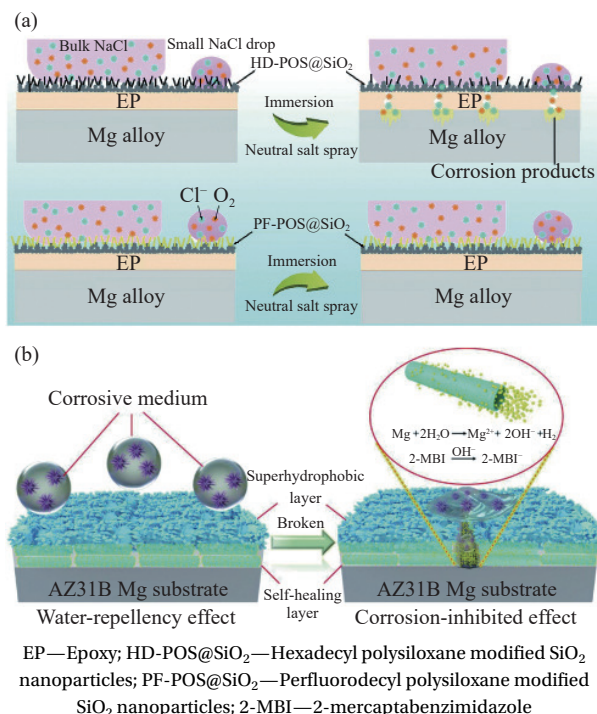 (a)
Bulk NaCl
Small NaCl drop
HD-POS@SiO₂
EP
Mg alloy
Immersion
Neutral salt spray
EP
Mg alloy
Corrosion products
Cl⁻ O₂
PF-POS@SiO₂
EP
Mg alloy
Immersion
Neutral salt spray
EP
Mg alloy
(b)
Corrosive medium
Mg +2H₂O →Mg²⁺+ 2OH⁻+H₂
2-MBI OH⁻→ 2-MBI⁻
Superhydrophobic
layer
Broken
AZ31B Mg substrate
Self-healing
layer
AZ31B Mg substrate
Water-repellency effect
Corrosion-inhibited effect
EP—Epoxy; HD-POS@SiO₂—Hexadecyl polysiloxane modified SiO₂
nanoparticles; PF-POS@SiO₂—Perfluorodecyl polysiloxane modified
SiO₂ nanoparticles; 2-MBI—2-mercaptabenzimidazole